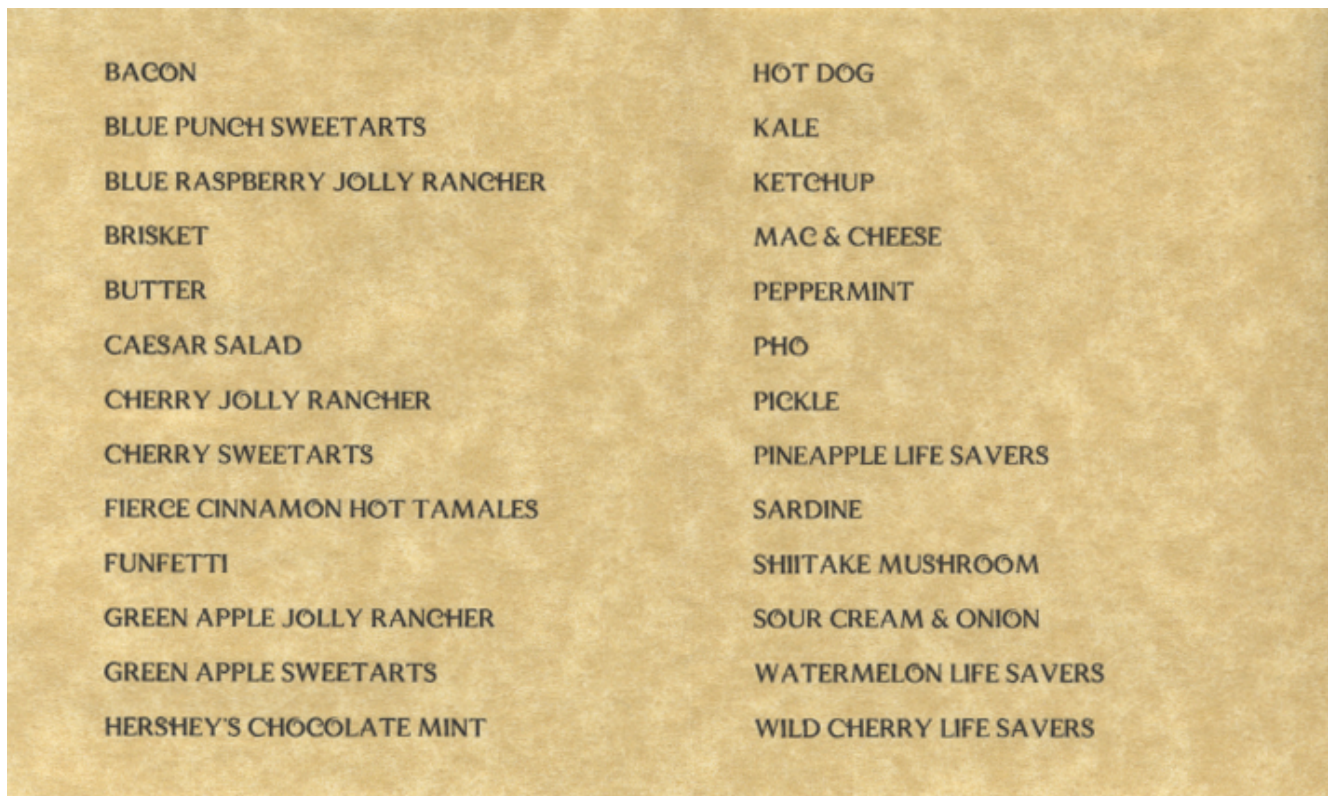 BACON
BLUE PUNCH SWEETARTS
BLUE RASPBERRY JOLLY RANCHER
BRISKET
BUTTER
CAESAR SALAD
CHERRY JOLLY RANCHER
CHERRY SWEETARTS
FIERCE CINNAMON HOT TAMALES
FUNFETTI
GREEN APPLE JOLLY RANCHER
GREEN APPLE SWEETARTS
HERSHEY'S CHOCOLATE MINT
HOT DOG
KALE
KETCHUP
MAC & CHEESE
PEPPERMINT
PHO
PICKLE
PINEAPPLE LIFE SAVERS
SARDINE
SHIITAKE MUSHROOM
SOUR CREAM & ONION
WATERMELON LIFE SAVERS
WILD CHERRY LIFE SAVERS